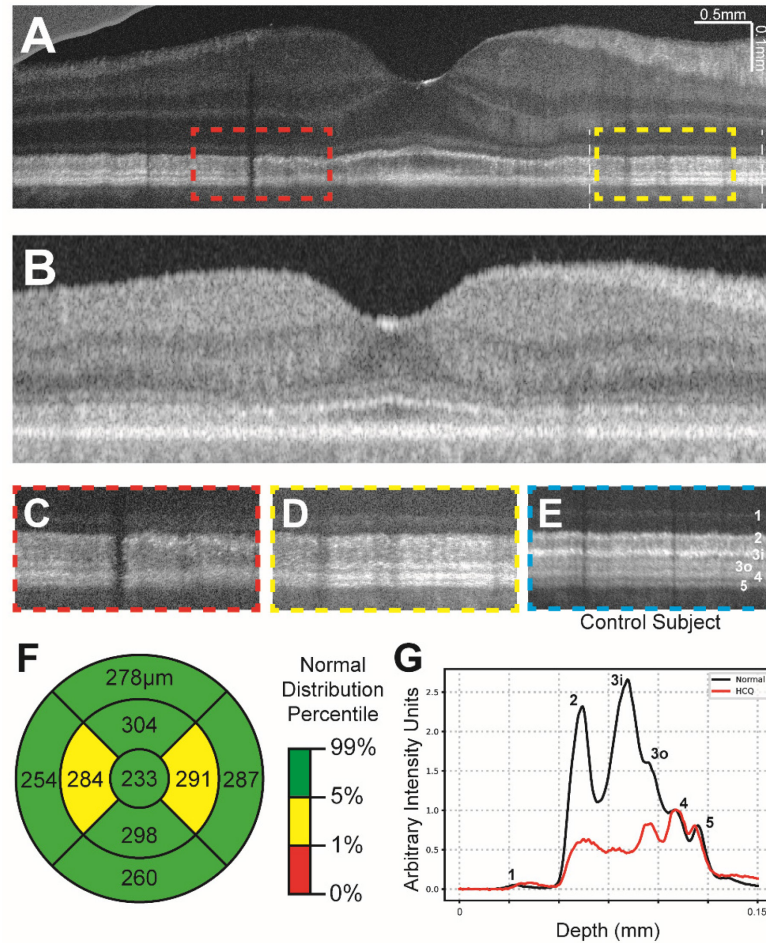 A
0.5mm
0.1mm
B
C
D
E
1
2
3i
3o
4
5
Control Subject
F
278µm
304
254
284
233
291
287
298
260
Normal
Distribution
Percentile
99%
5%
1%
0%
G
Normal
HCQ
Arbitrary Intensity Units
2.5
2.0
1.5
1.0
0.5
0.0
1
2
3i
3o
4
5
0
0.15
Depth (mm)